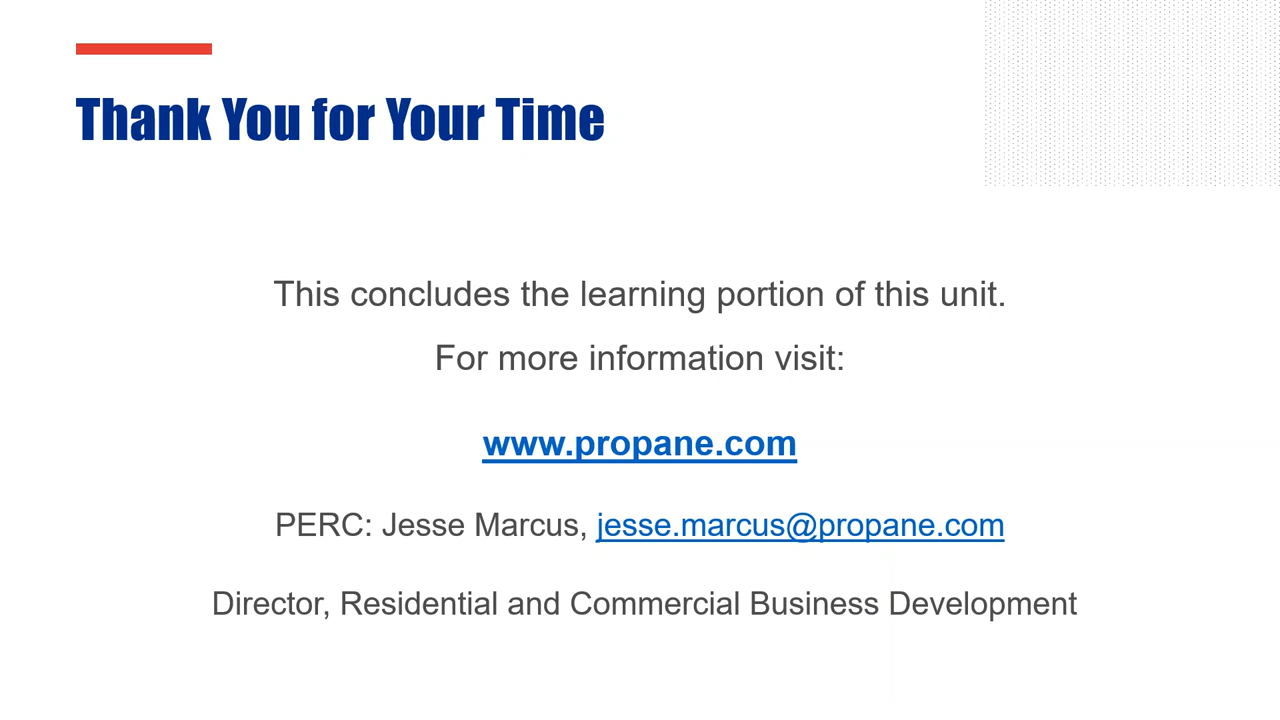 Thank You for Your Time
This concludes the learning portion of this unit.
For more information visit:
www.propane.com
PERC: Jesse Marcus, jesse.marcus@propane.com
Director, Residential and Commercial Business Development